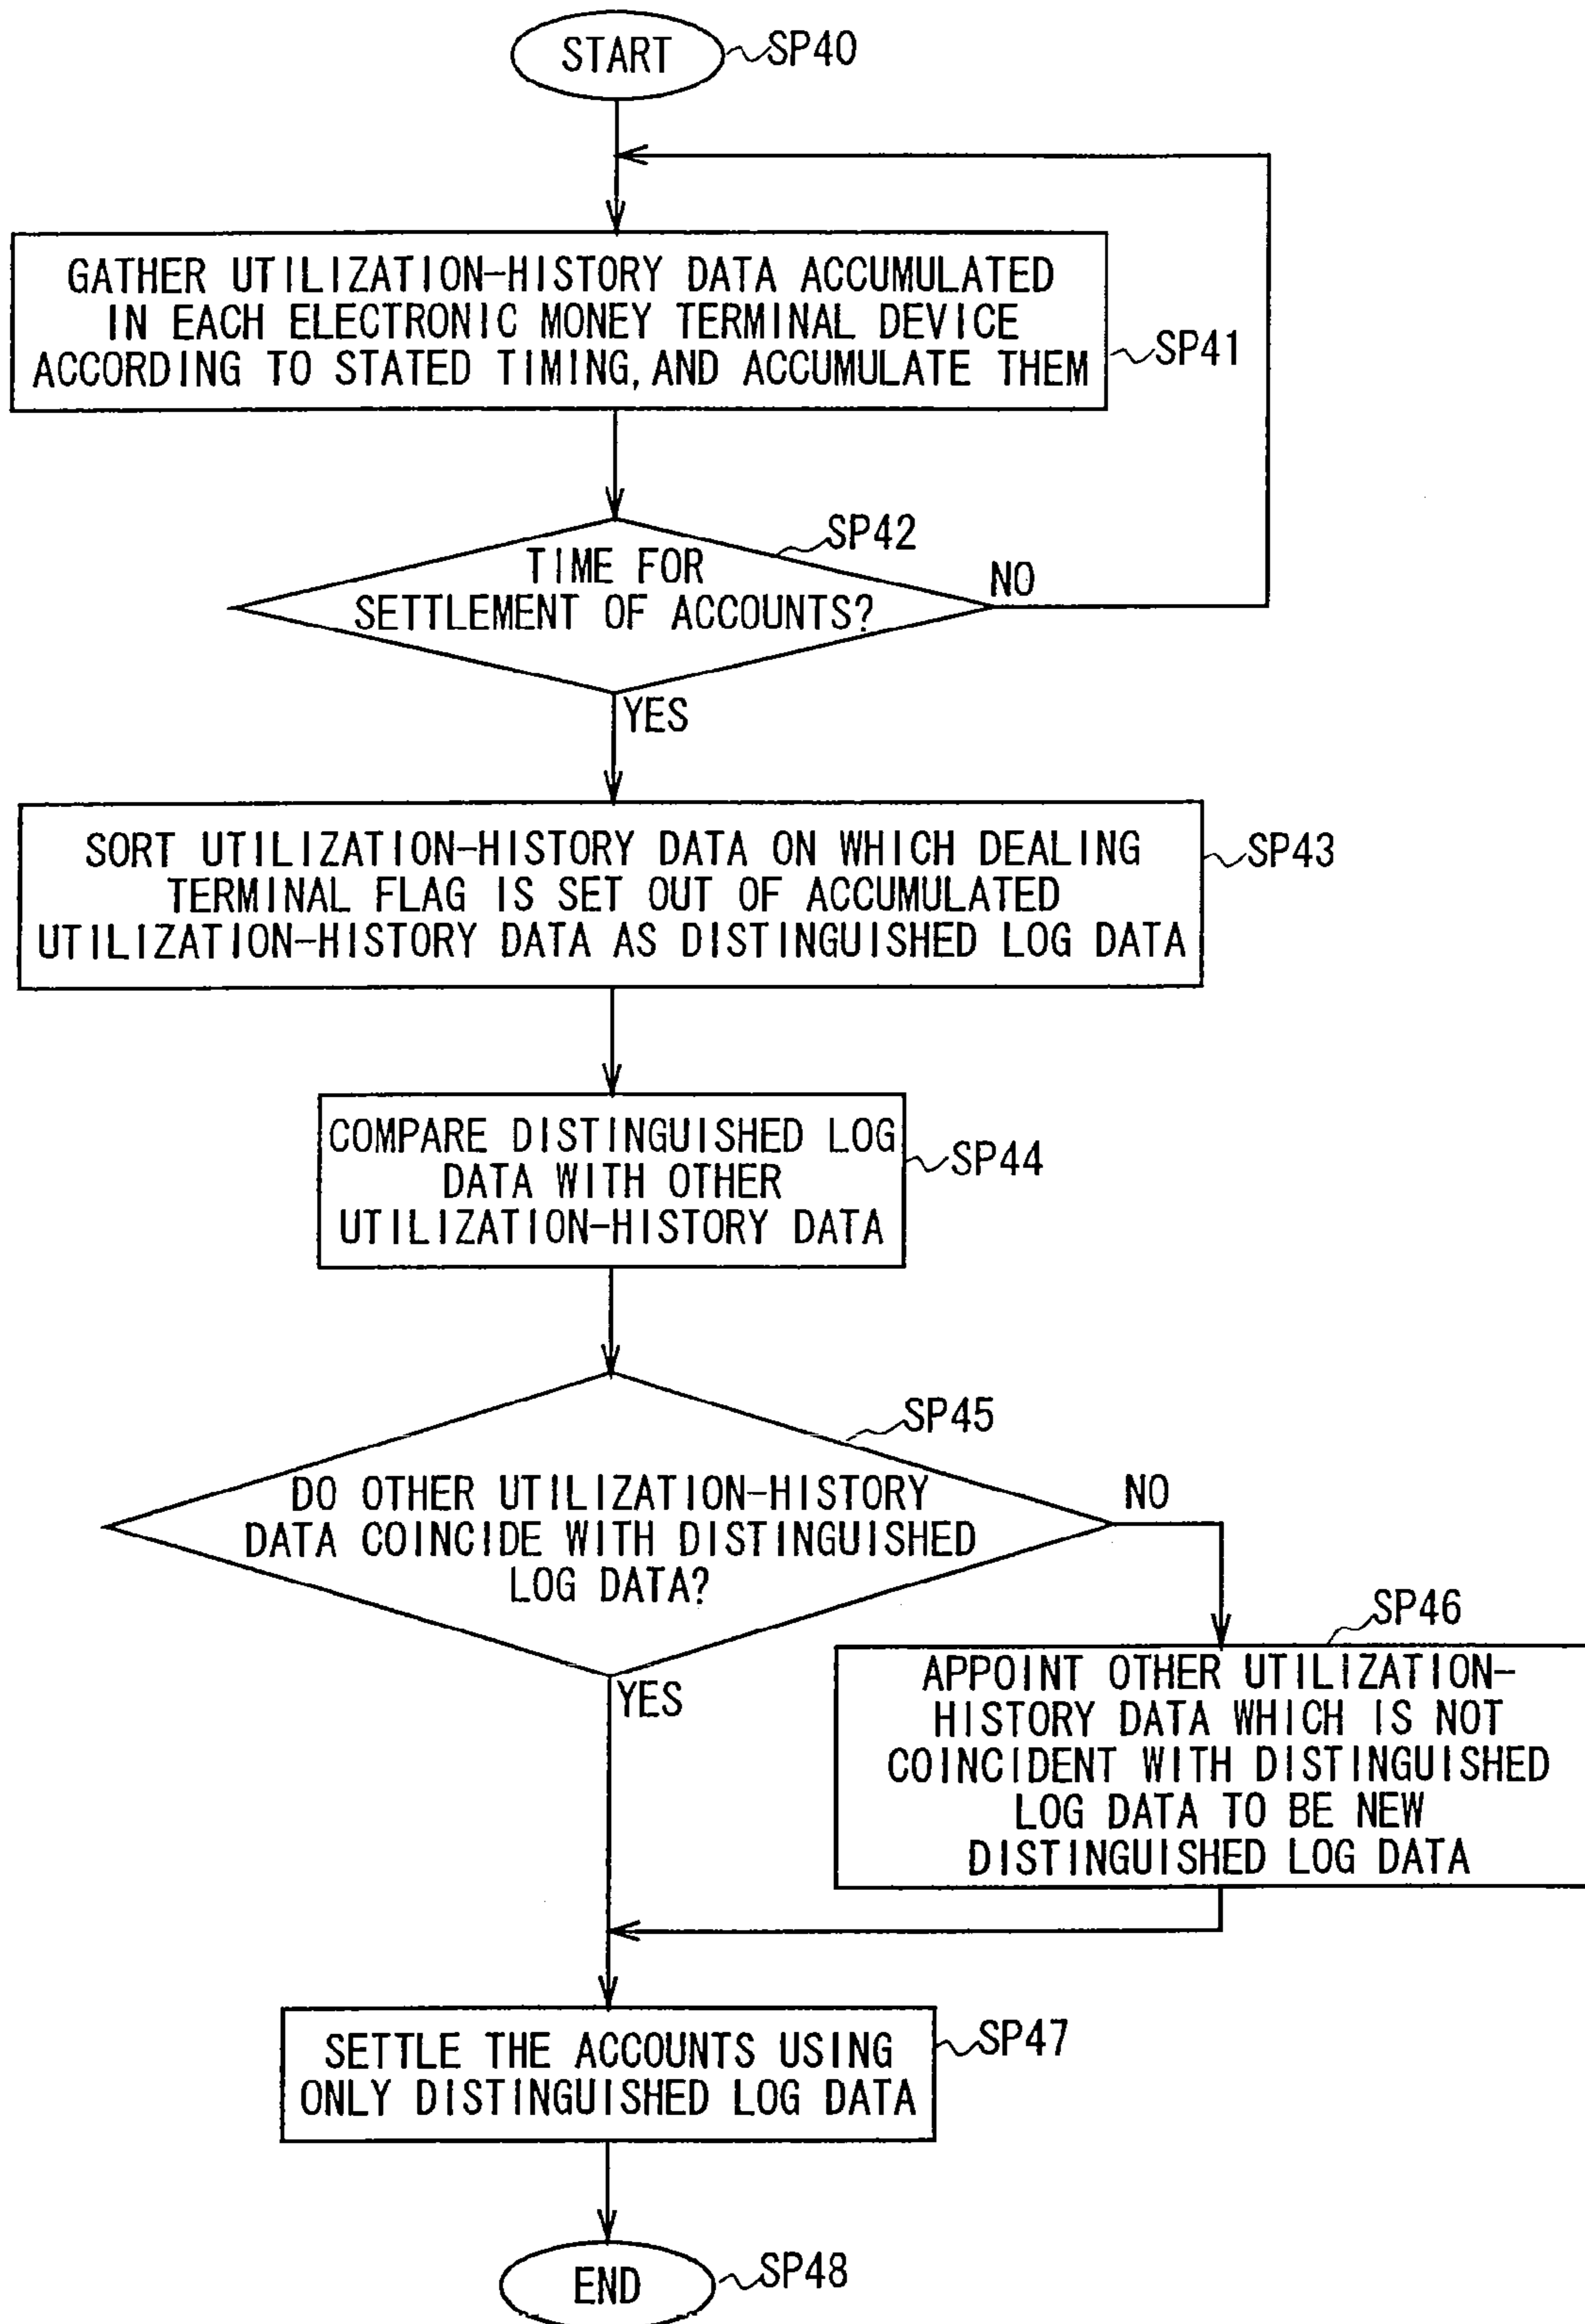 START
SP40
GATHER UTILIZATION-HISTORY DATA ACCUMULATED
IN EACH ELECTRONIC MONEY TERMINAL DEVICE
ACCORDING TO STATED TIMING, AND ACCUMULATE THEM
SP41
SP42
TIME FOR
SETTLEMENT OF ACCOUNTS?
NO
YES
SORT UTILIZATION-HISTORY DATA ON WHICH DEALING
TERMINAL FLAG IS SET OUT OF ACCUMULATED
UTILIZATION-HISTORY DATA AS DISTINGUISHED LOG DATA
SP43
COMPARE DISTINGUISHED LOG
DATA WITH OTHER
UTILIZATION-HISTORY DATA
SP44
SP45
DO OTHER UTILIZATION-HISTORY
DATA COINCIDE WITH DISTINGUISHED
LOG DATA?
NO
YES
SP46
APPOINT OTHER UTILIZATION-
HISTORY DATA WHICH IS NOT
COINCIDENT WITH DISTINGUISHED
LOG DATA TO BE NEW
DISTINGUISHED LOG DATA
SETTLE THE ACCOUNTS USING
ONLY DISTINGUISHED LOG DATA
SP47
END
SP48